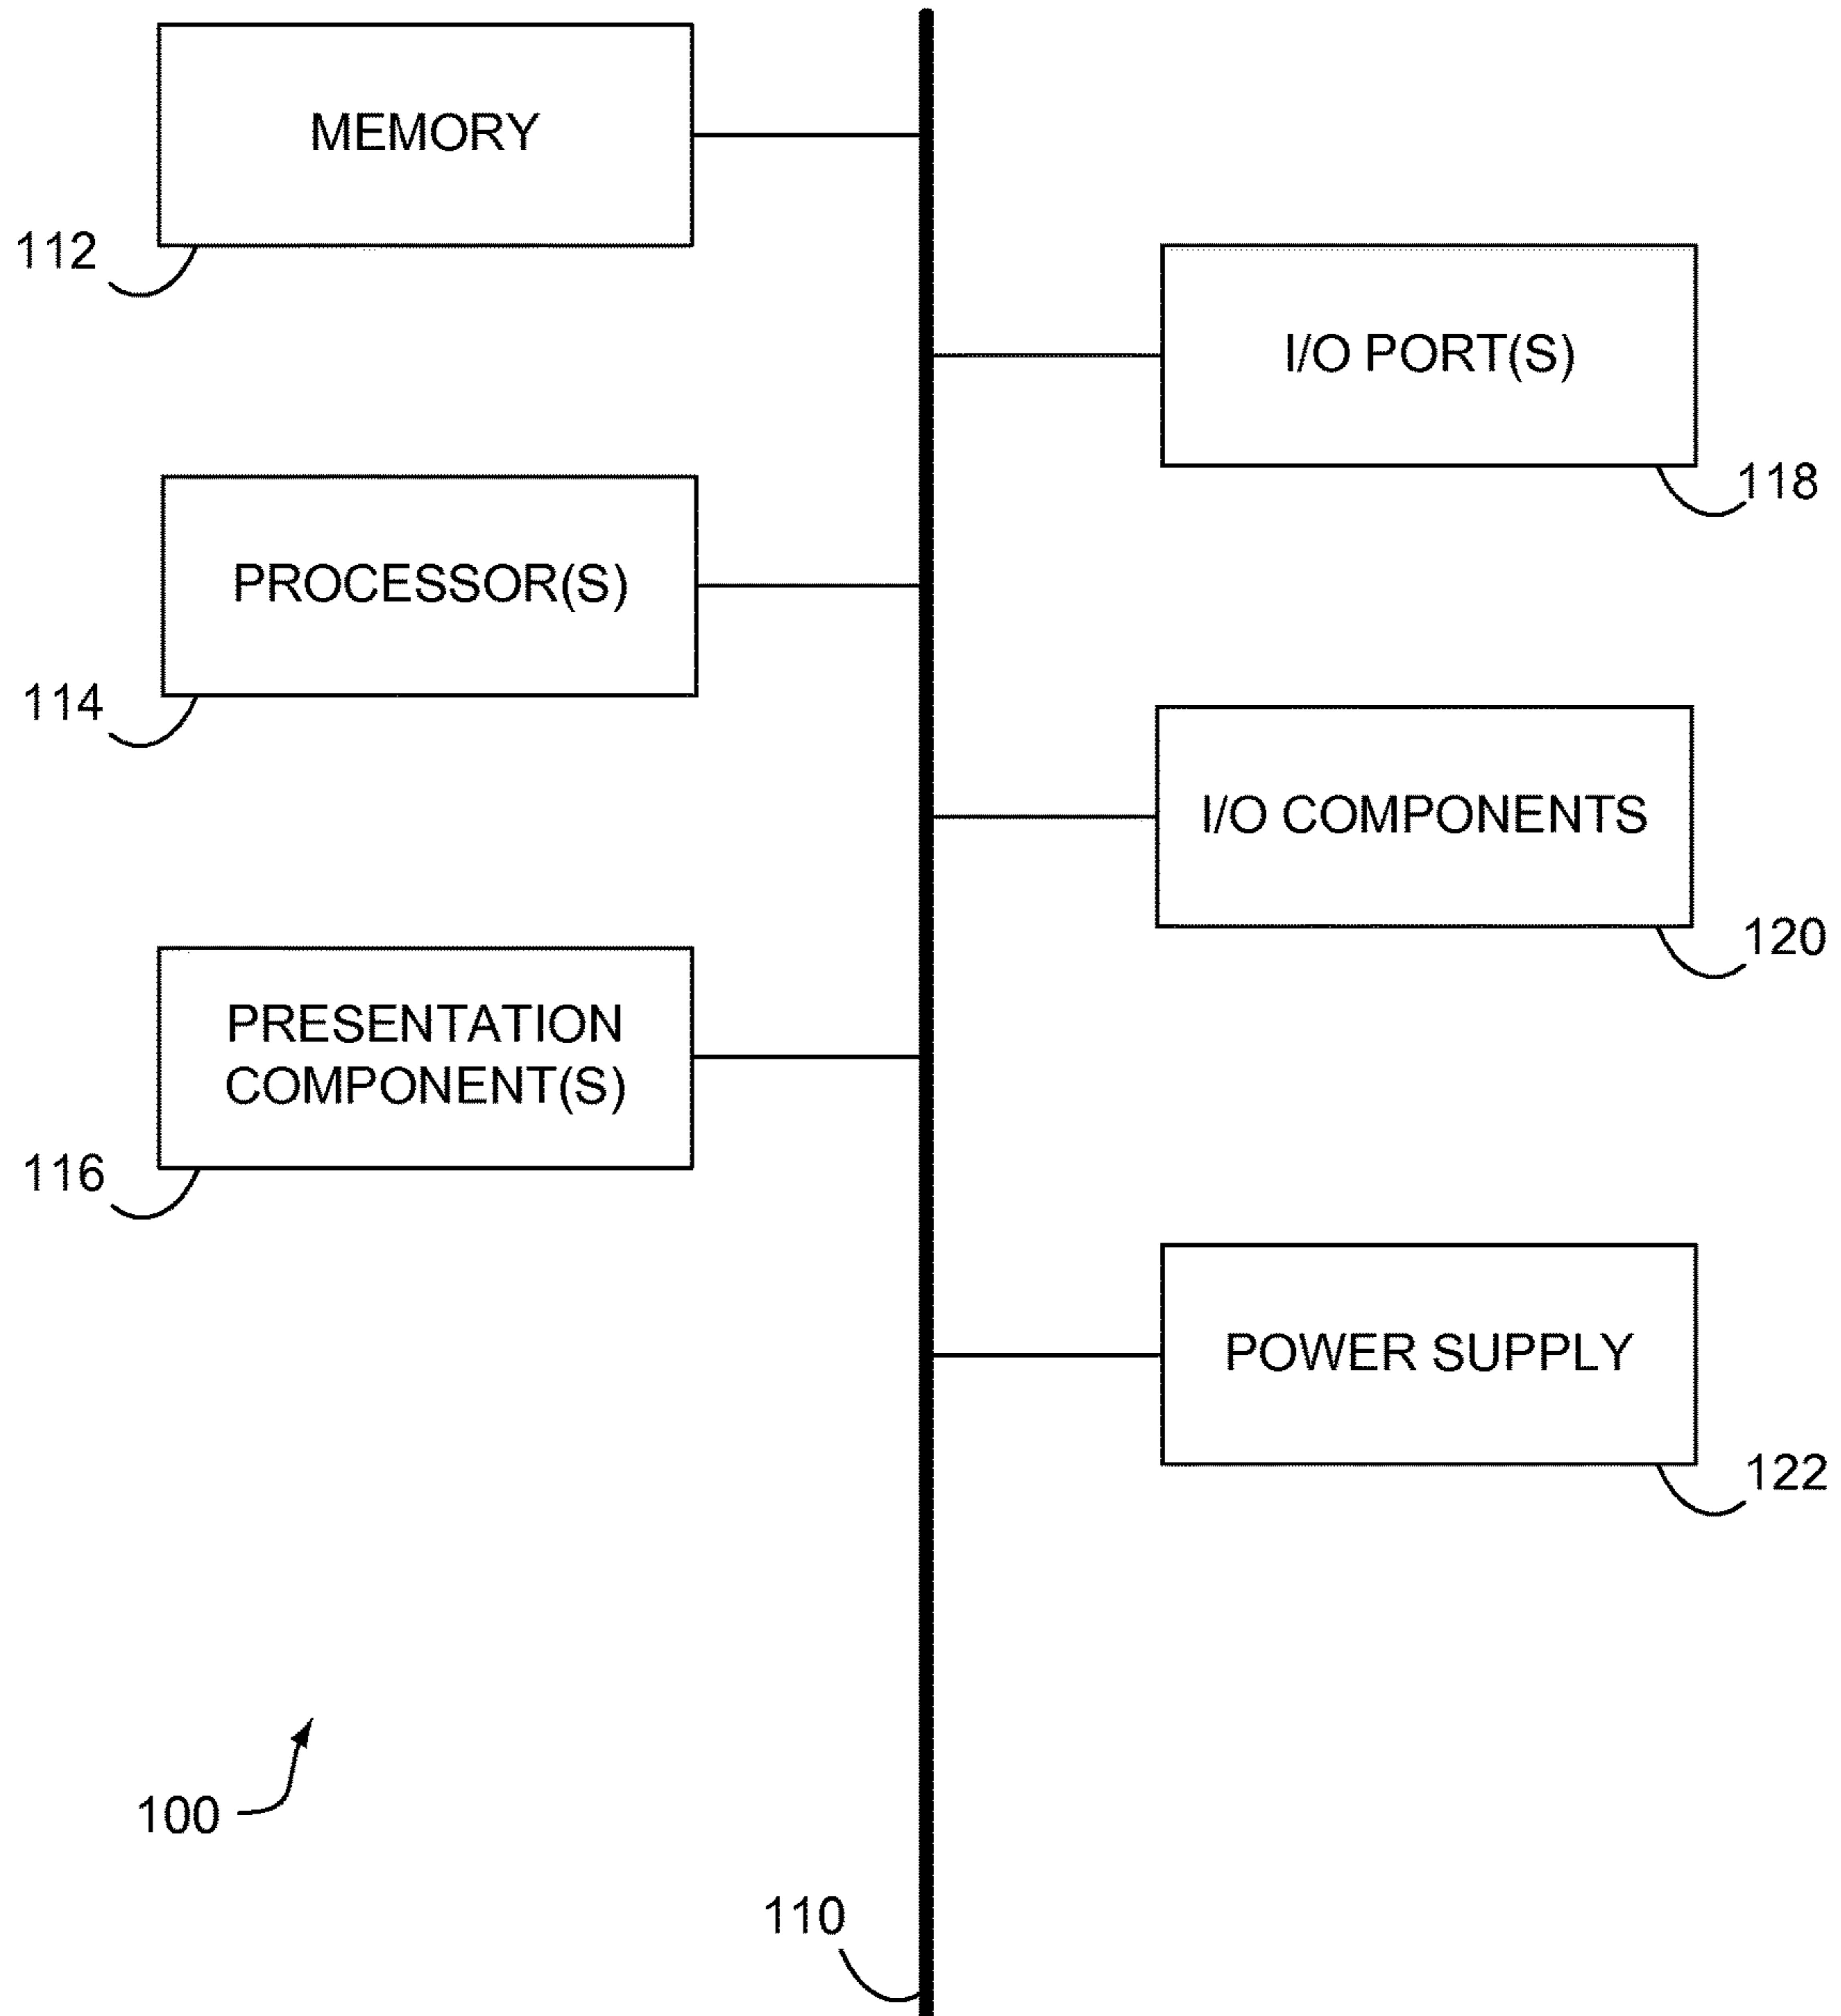 MEMORY
112
I/O PORT(S)
118
PROCESSOR(S)
114
I/O COMPONENTS
120
PRESENTATION
COMPONENT(S)
116
POWER SUPPLY
122
100
110